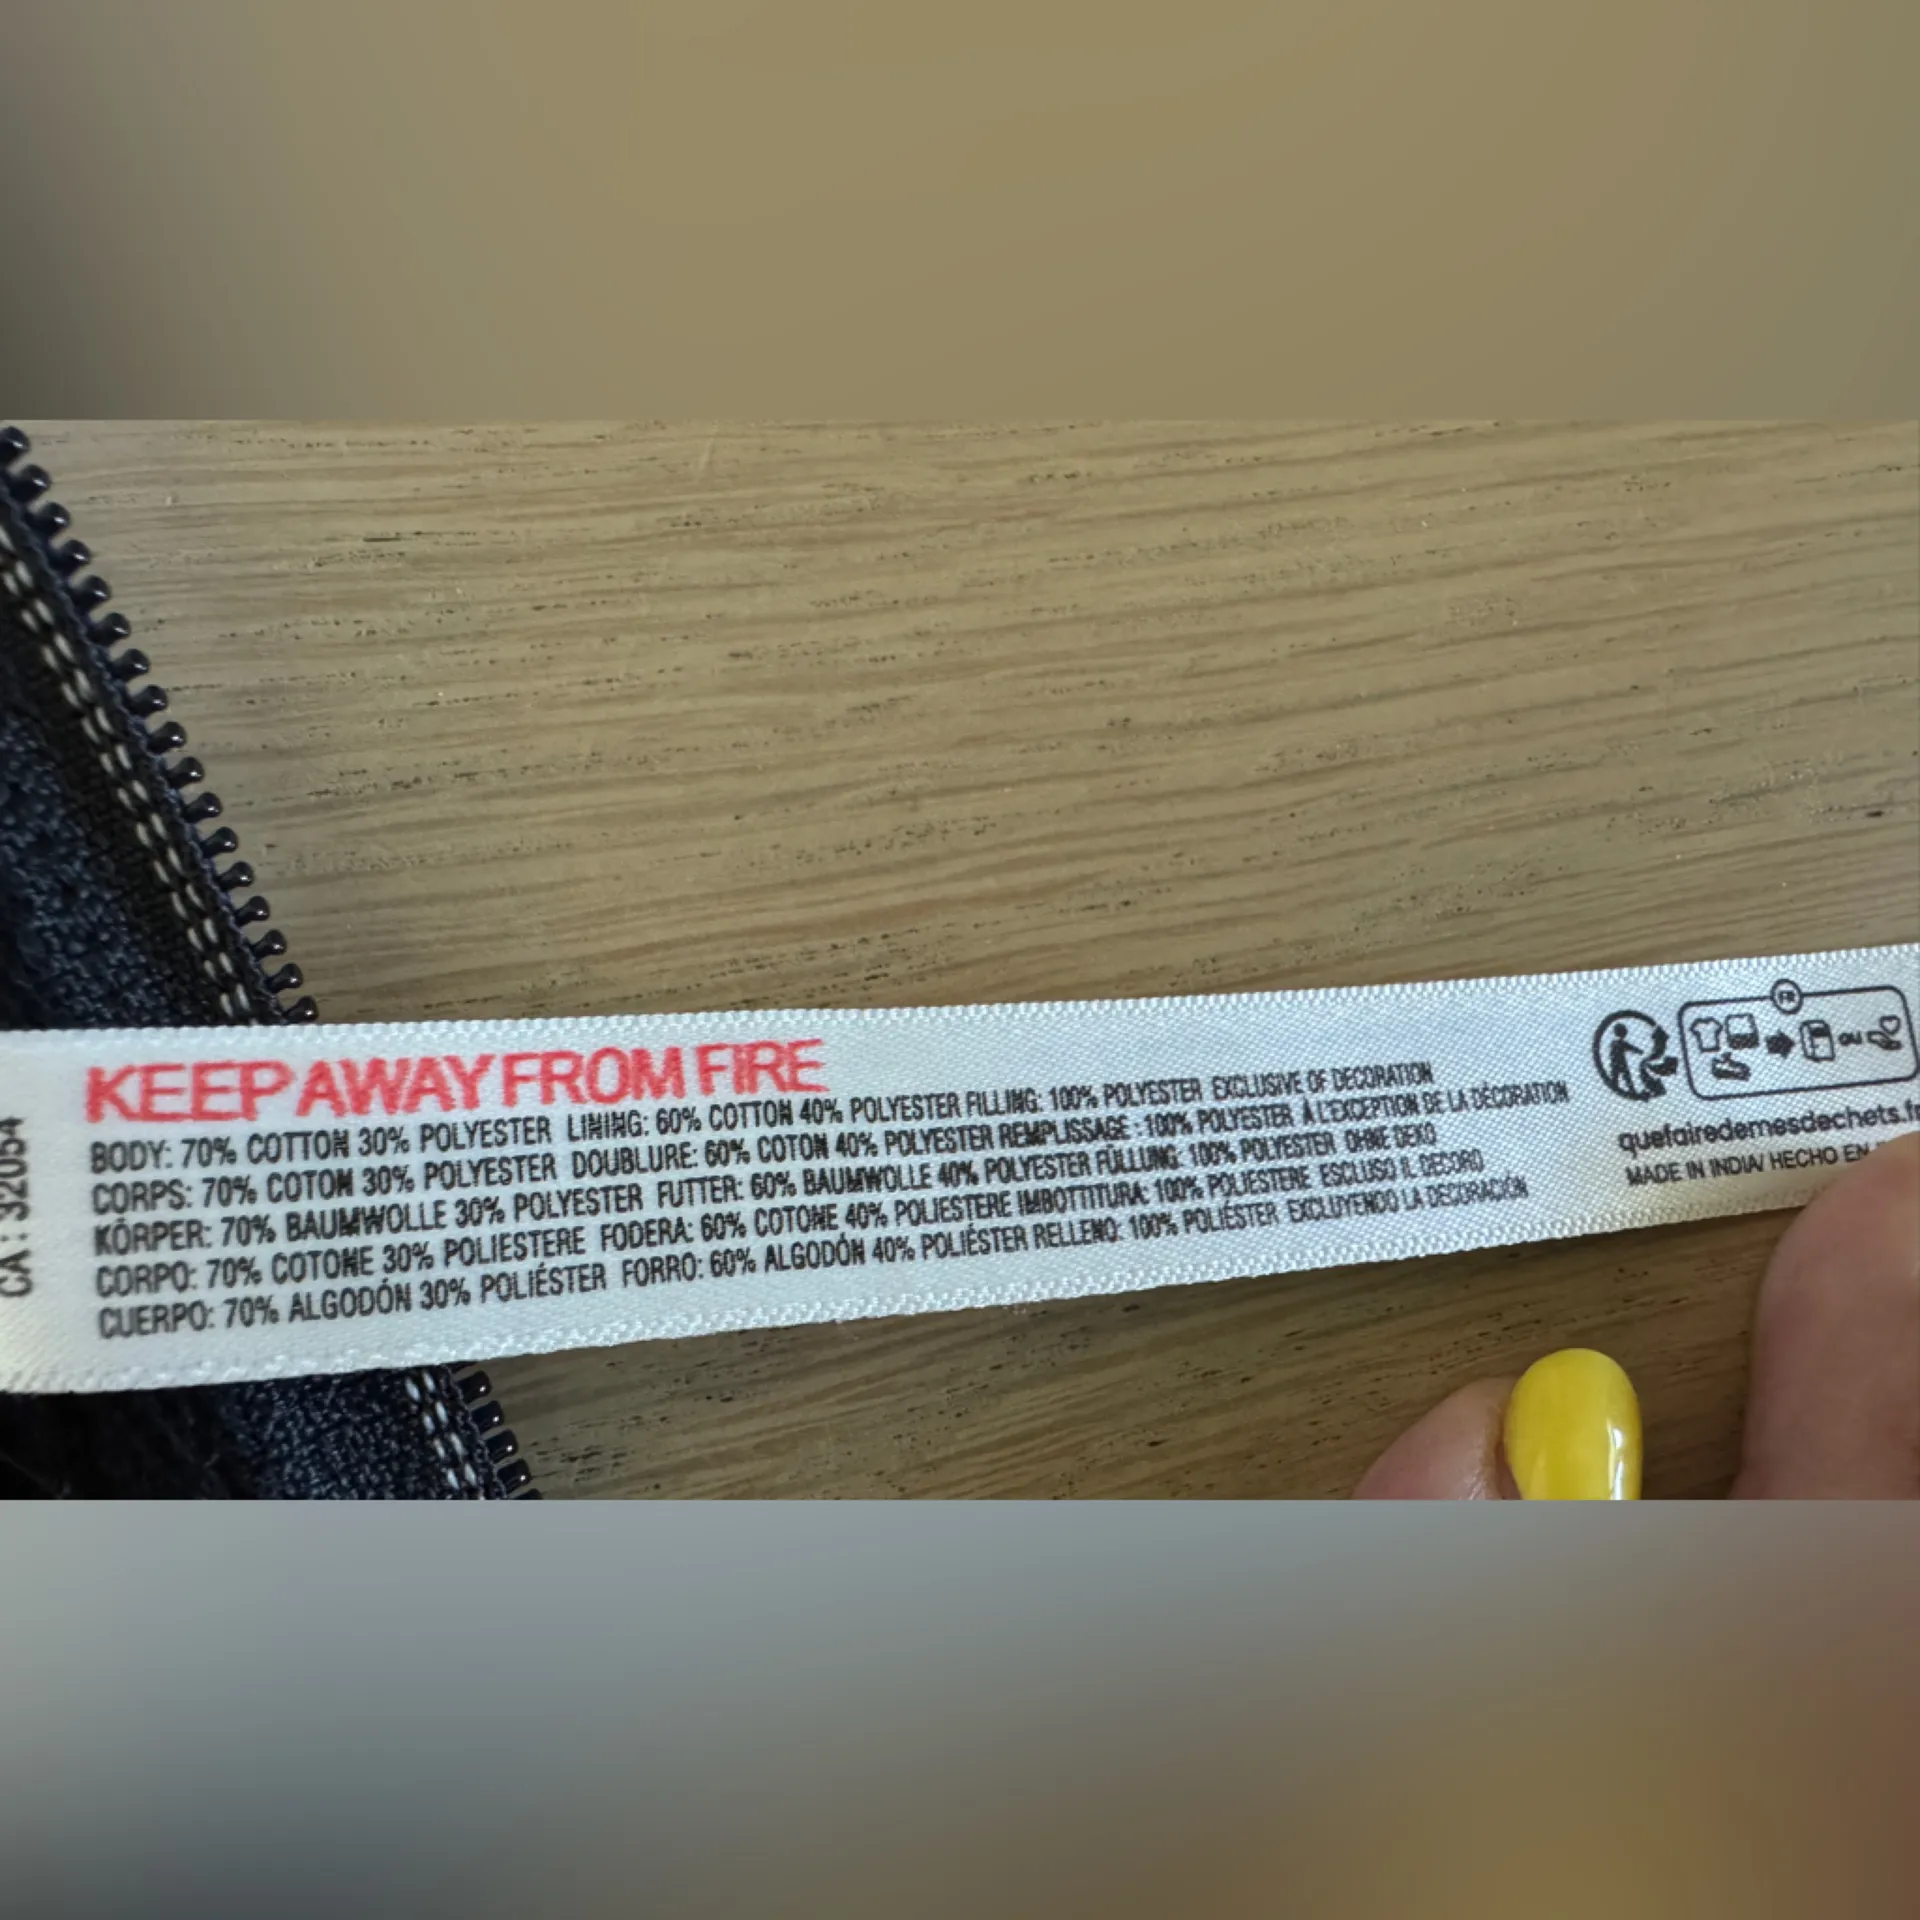 CA: 32054
KEEP AWAY FROM FIRE
BODY: 70% COTTON 30% POLYESTER LINING: 60% COTTON 40% POLYESTER FILLING: 100% POLYESTER EXCLUSIVE OF DECORATION
CORPS: 70% COTON 30% POLYESTER DOUBLURE: 60% COTON 40% POLYESTER REMPLISSAGE : 100% POLYESTER À L'EXCEPTION DE LA DÉCORATION
KÖRPER: 70% BAUMWOLLE 30% POLYESTER FUTTER: 60% BAUMWOLLE 40% POLYESTER FÜLLUNG: 100% POLYESTER OHNE DEKO
CORPO: 70% COTONE 30% POLIESTERE FODERA: 60% COTONE 40% POLIESTERE IMBOTTITURA: 100% POLIESTERE ESCLUSO IL DECORO
CUERPO: 70% ALGODÓN 30% POLIÉSTER FORRO: 60% ALGODÓN 40% POLIÉSTER RELLENO: 100% POLIÉSTER EXCLUYENDO LA DECORACIÓN
FR
OU
quefairedemesdechets.fr
MADE IN INDIA/ HECHO EN